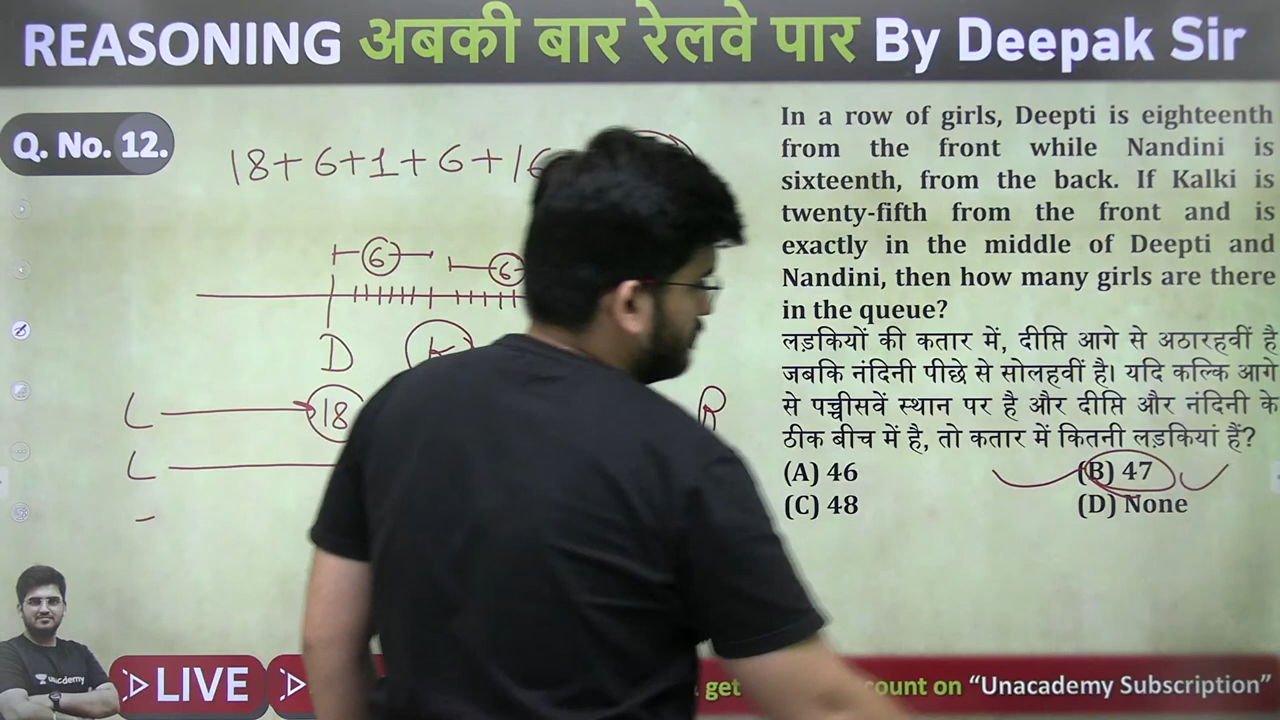 REASONING अबकी बार रेलवे पार By Deepak Sir
Q. No. 12.
18+6+1+6+16
6
6
D
K
L
18
R
L
In a row of girls, Deepti is eighteenth
from the front while Nandini is
sixteenth, from the back. If Kalki is
twenty-fifth from the front and is
exactly in the middle of Deepti and
Nandini, then how many girls are there
in the queue?
लड़कियों की कतार में, दीप्ति आगे से अठारहवीं है
जबकि नंदिनी पीछे से सोलहवीं है। यदि कल्कि आगे
से पच्चीसवें स्थान पर है और दीप्ति और नंदिनी के
ठीक बीच में है, तो कतार में कितनी लड़कियां हैं?
(A) 46
(B) 47
(C) 48
(D) None
unacademy
LIVE
get
count on “Unacademy Subscription”